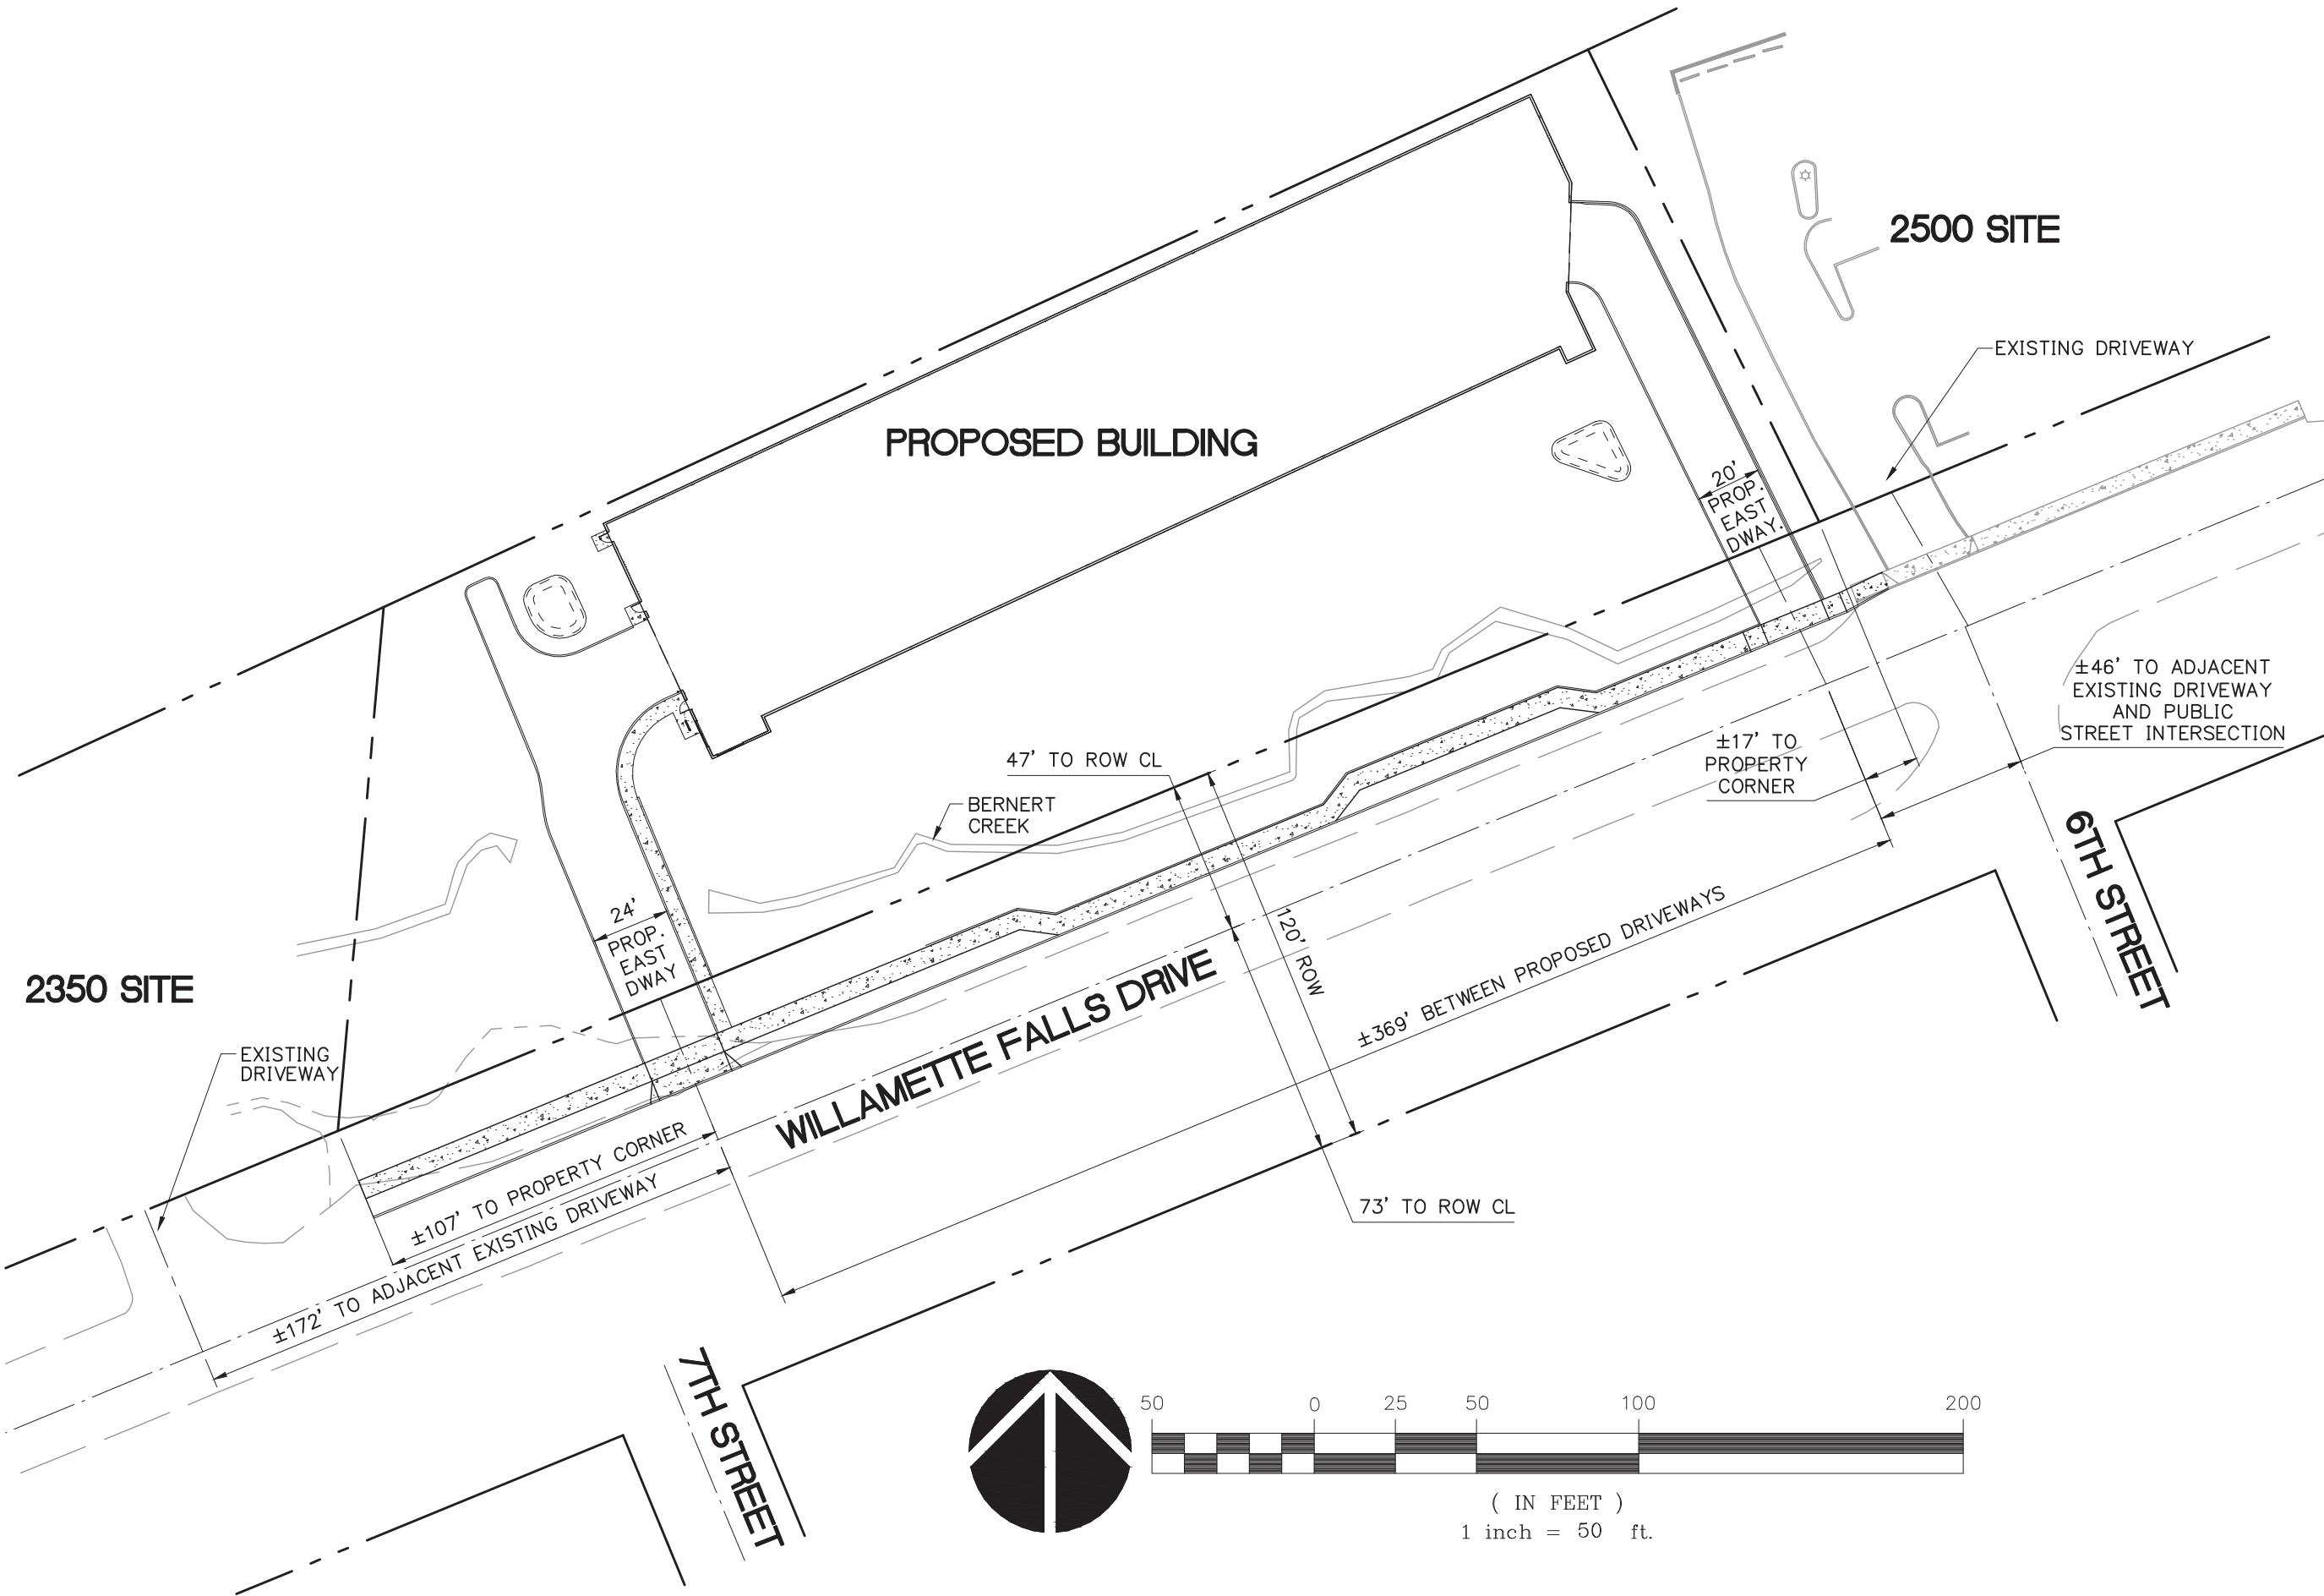 2500 SITE
EXISTING DRIVEWAY
PROPOSED BUILDING
20'
PROP.
EAST
DWAY.
±46' TO ADJACENT
EXISTING DRIVEWAY
AND PUBLIC
STREET INTERSECTION
±17' TO
PROPERTY
CORNER
47' TO ROW CL
BERNERT
CREEK
6TH STREET
24'
PROP.
EAST
DWAY
120' ROW
±369' BETWEEN PROPOSED DRIVEWAYS
2350 SITE
WILLAMETTE FALLS DRIVE
EXISTING
DRIVEWAY
±107' TO PROPERTY CORNER
±172' TO ADJACENT EXISTING DRIVEWAY
73' TO ROW CL
7TH STREET
50 0 25 50 100 200
( IN FEET )
1 inch = 50 ft.